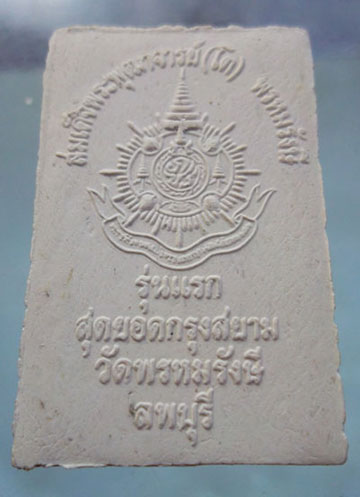 สมเด็จพระพุฒาจารย์(โต) พรหมรังสี
รุ่นแรก
สุดยอดกรุงสยาม
วัดพรหมรังษี
ลพบุรี